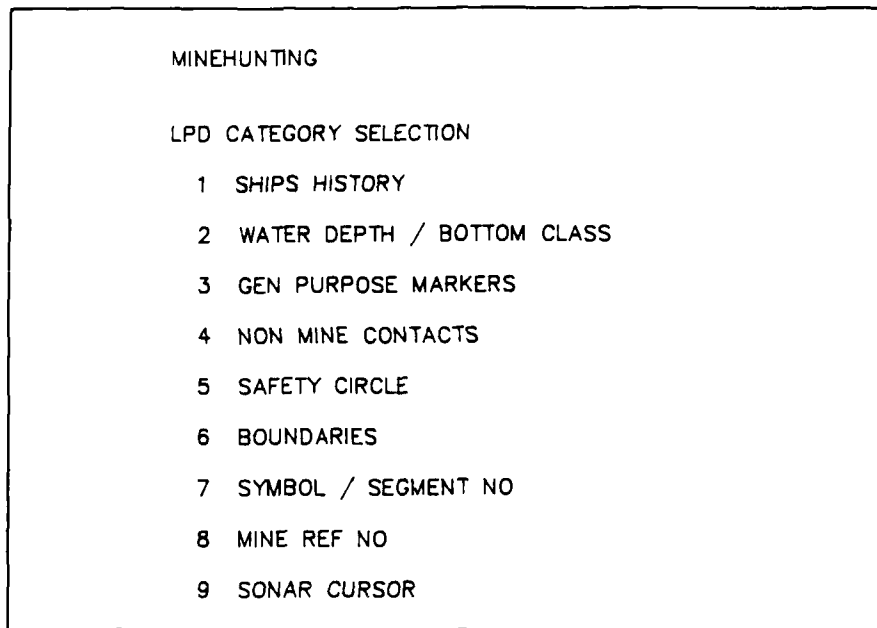 MINEHUNTING
LPD CATEGORY SELECTION
1 SHIPS HISTORY
2 WATER DEPTH / BOTTOM CLASS
3 GEN PURPOSE MARKERS
4 NON MINE CONTACTS
5 SAFETY CIRCLE
6 BOUNDARIES
7 SYMBOL / SEGMENT NO
8 MINE REF NO
9 SONAR CURSOR